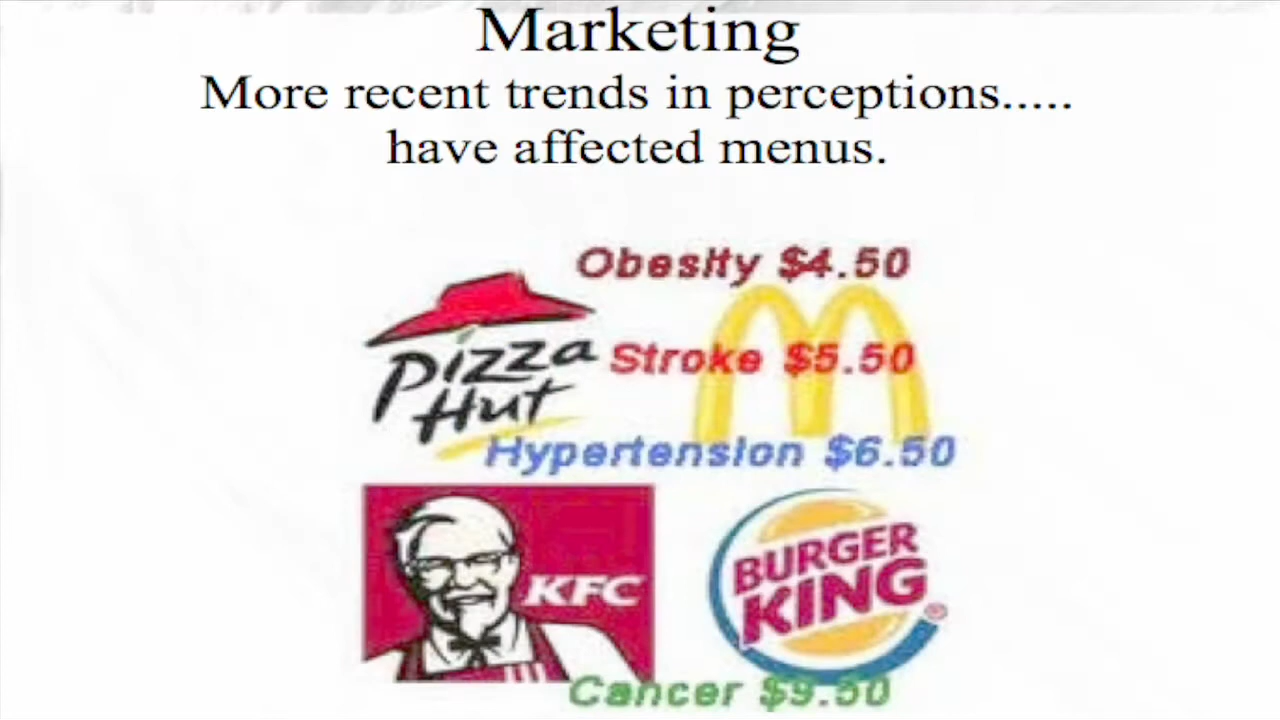 Marketing
More recent trends in perceptions.....
have affected menus.
Obesity $4.50
Pizza
Hut
Stroke $5.50
Hypertension $6.50
KFC
BURGER
KING
®
Cancer $9.50